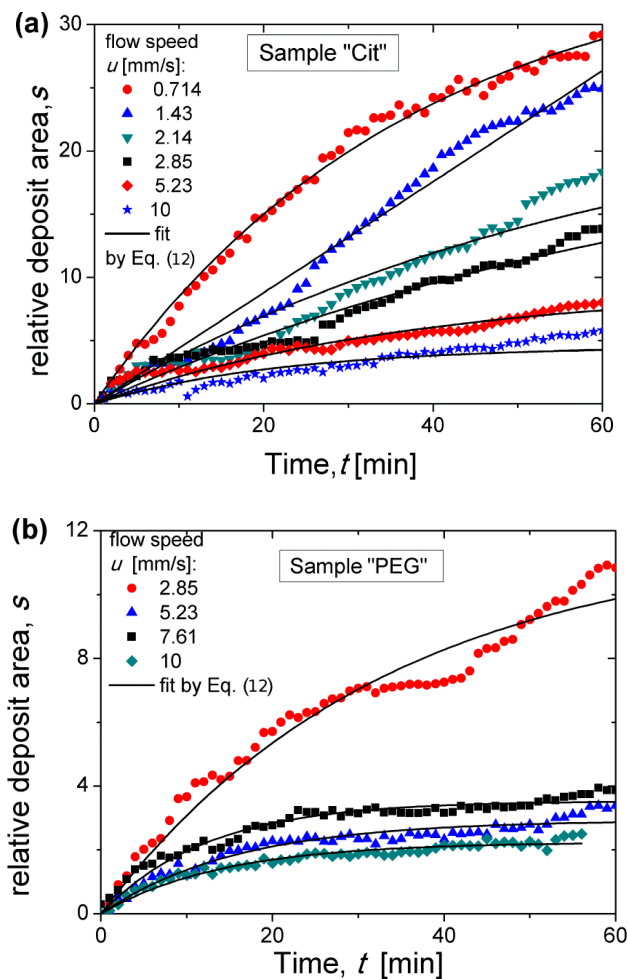 (a)
Sample "Cit"
flow speed
u [mm/s]:
0.714
1.43
2.14
2.85
5.23
10
fit
by Eq. (12)
relative deposit area, s
30
20
10
0
0
20
40
60
Time, t [min]
(b)
Sample "PEG"
flow speed
u [mm/s]:
2.85
5.23
7.61
10
fit by Eq. (12)
relative deposit area, s
12
8
4
0
0
20
40
60
Time, t [min]